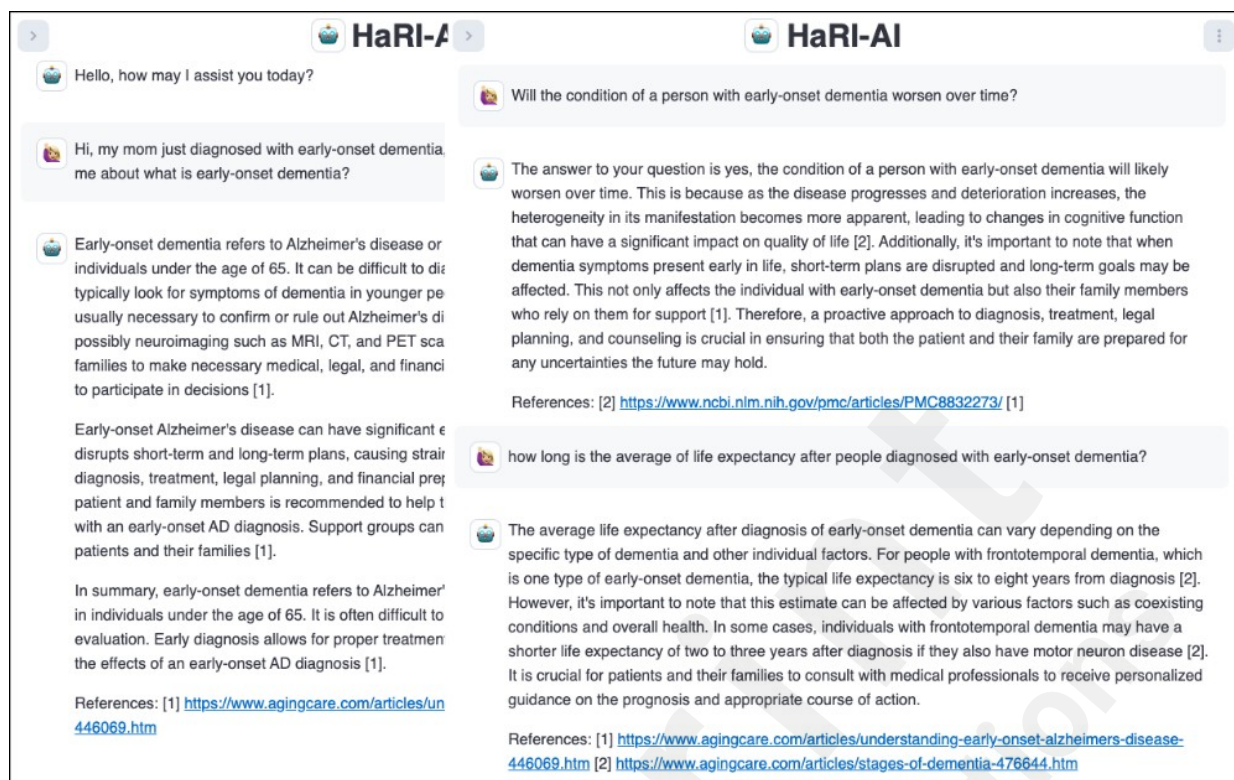 HaRI-A
Hello, how may I assist you today?
Hi, my mom just diagnosed with early-onset dementia,
me about what is early-onset dementia?
Early-onset dementia refers to Alzheimer's disease or
individuals under the age of 65. It can be difficult to dia
typically look for symptoms of dementia in younger pe
usually necessary to confirm or rule out Alzheimer's di
possibly neuroimaging such as MRI, CT, and PET sca
families to make necessary medical, legal, and financi
to participate in decisions [1].
Early-onset Alzheimer's disease can have significant e
disrupts short-term and long-term plans, causing strain
diagnosis, treatment, legal planning, and financial prep
patient and family members is recommended to help t
with an early-onset AD diagnosis. Support groups can
patients and their families [1].
In summary, early-onset dementia refers to Alzheimer'
in individuals under the age of 65. It is often difficult to
evaluation. Early diagnosis allows for proper treatment
the effects of an early-onset AD diagnosis [1].
References: [1] https://www.agingcare.com/articles/un
446069.htm
HaRI-AI
Will the condition of a person with early-onset dementia worsen over time?
The answer to your question is yes, the condition of a person with early-onset dementia will likely
worsen over time. This is because as the disease progresses and deterioration increases, the
heterogeneity in its manifestation becomes more apparent, leading to changes in cognitive function
that can have a significant impact on quality of life [2]. Additionally, it's important to note that when
dementia symptoms present early in life, short-term plans are disrupted and long-term goals may be
affected. This not only affects the individual with early-onset dementia but also their family members
who rely on them for support [1]. Therefore, a proactive approach to diagnosis, treatment, legal
planning, and counseling is crucial in ensuring that both the patient and their family are prepared for
any uncertainties the future may hold.
References: [2] https://www.ncbi.nlm.nih.gov/pmc/articles/PMC8832273/ [1]
how long is the average of life expectancy after people diagnosed with early-onset dementia?
The average life expectancy after diagnosis of early-onset dementia can vary depending on the
specific type of dementia and other individual factors. For people with frontotemporal dementia, which
is one type of early-onset dementia, the typical life expectancy is six to eight years from diagnosis [2].
However, it's important to note that this estimate can be affected by various factors such as coexisting
conditions and overall health. In some cases, individuals with frontotemporal dementia may have a
shorter life expectancy of two to three years after diagnosis if they also have motor neuron disease [2].
It is crucial for patients and their families to consult with medical professionals to receive personalized
guidance on the prognosis and appropriate course of action.
References: [1] https://www.agingcare.com/articles/understanding-early-onset-alzheimers-disease-
446069.htm [2] https://www.agingcare.com/articles/stages-of-dementia-476644.htm